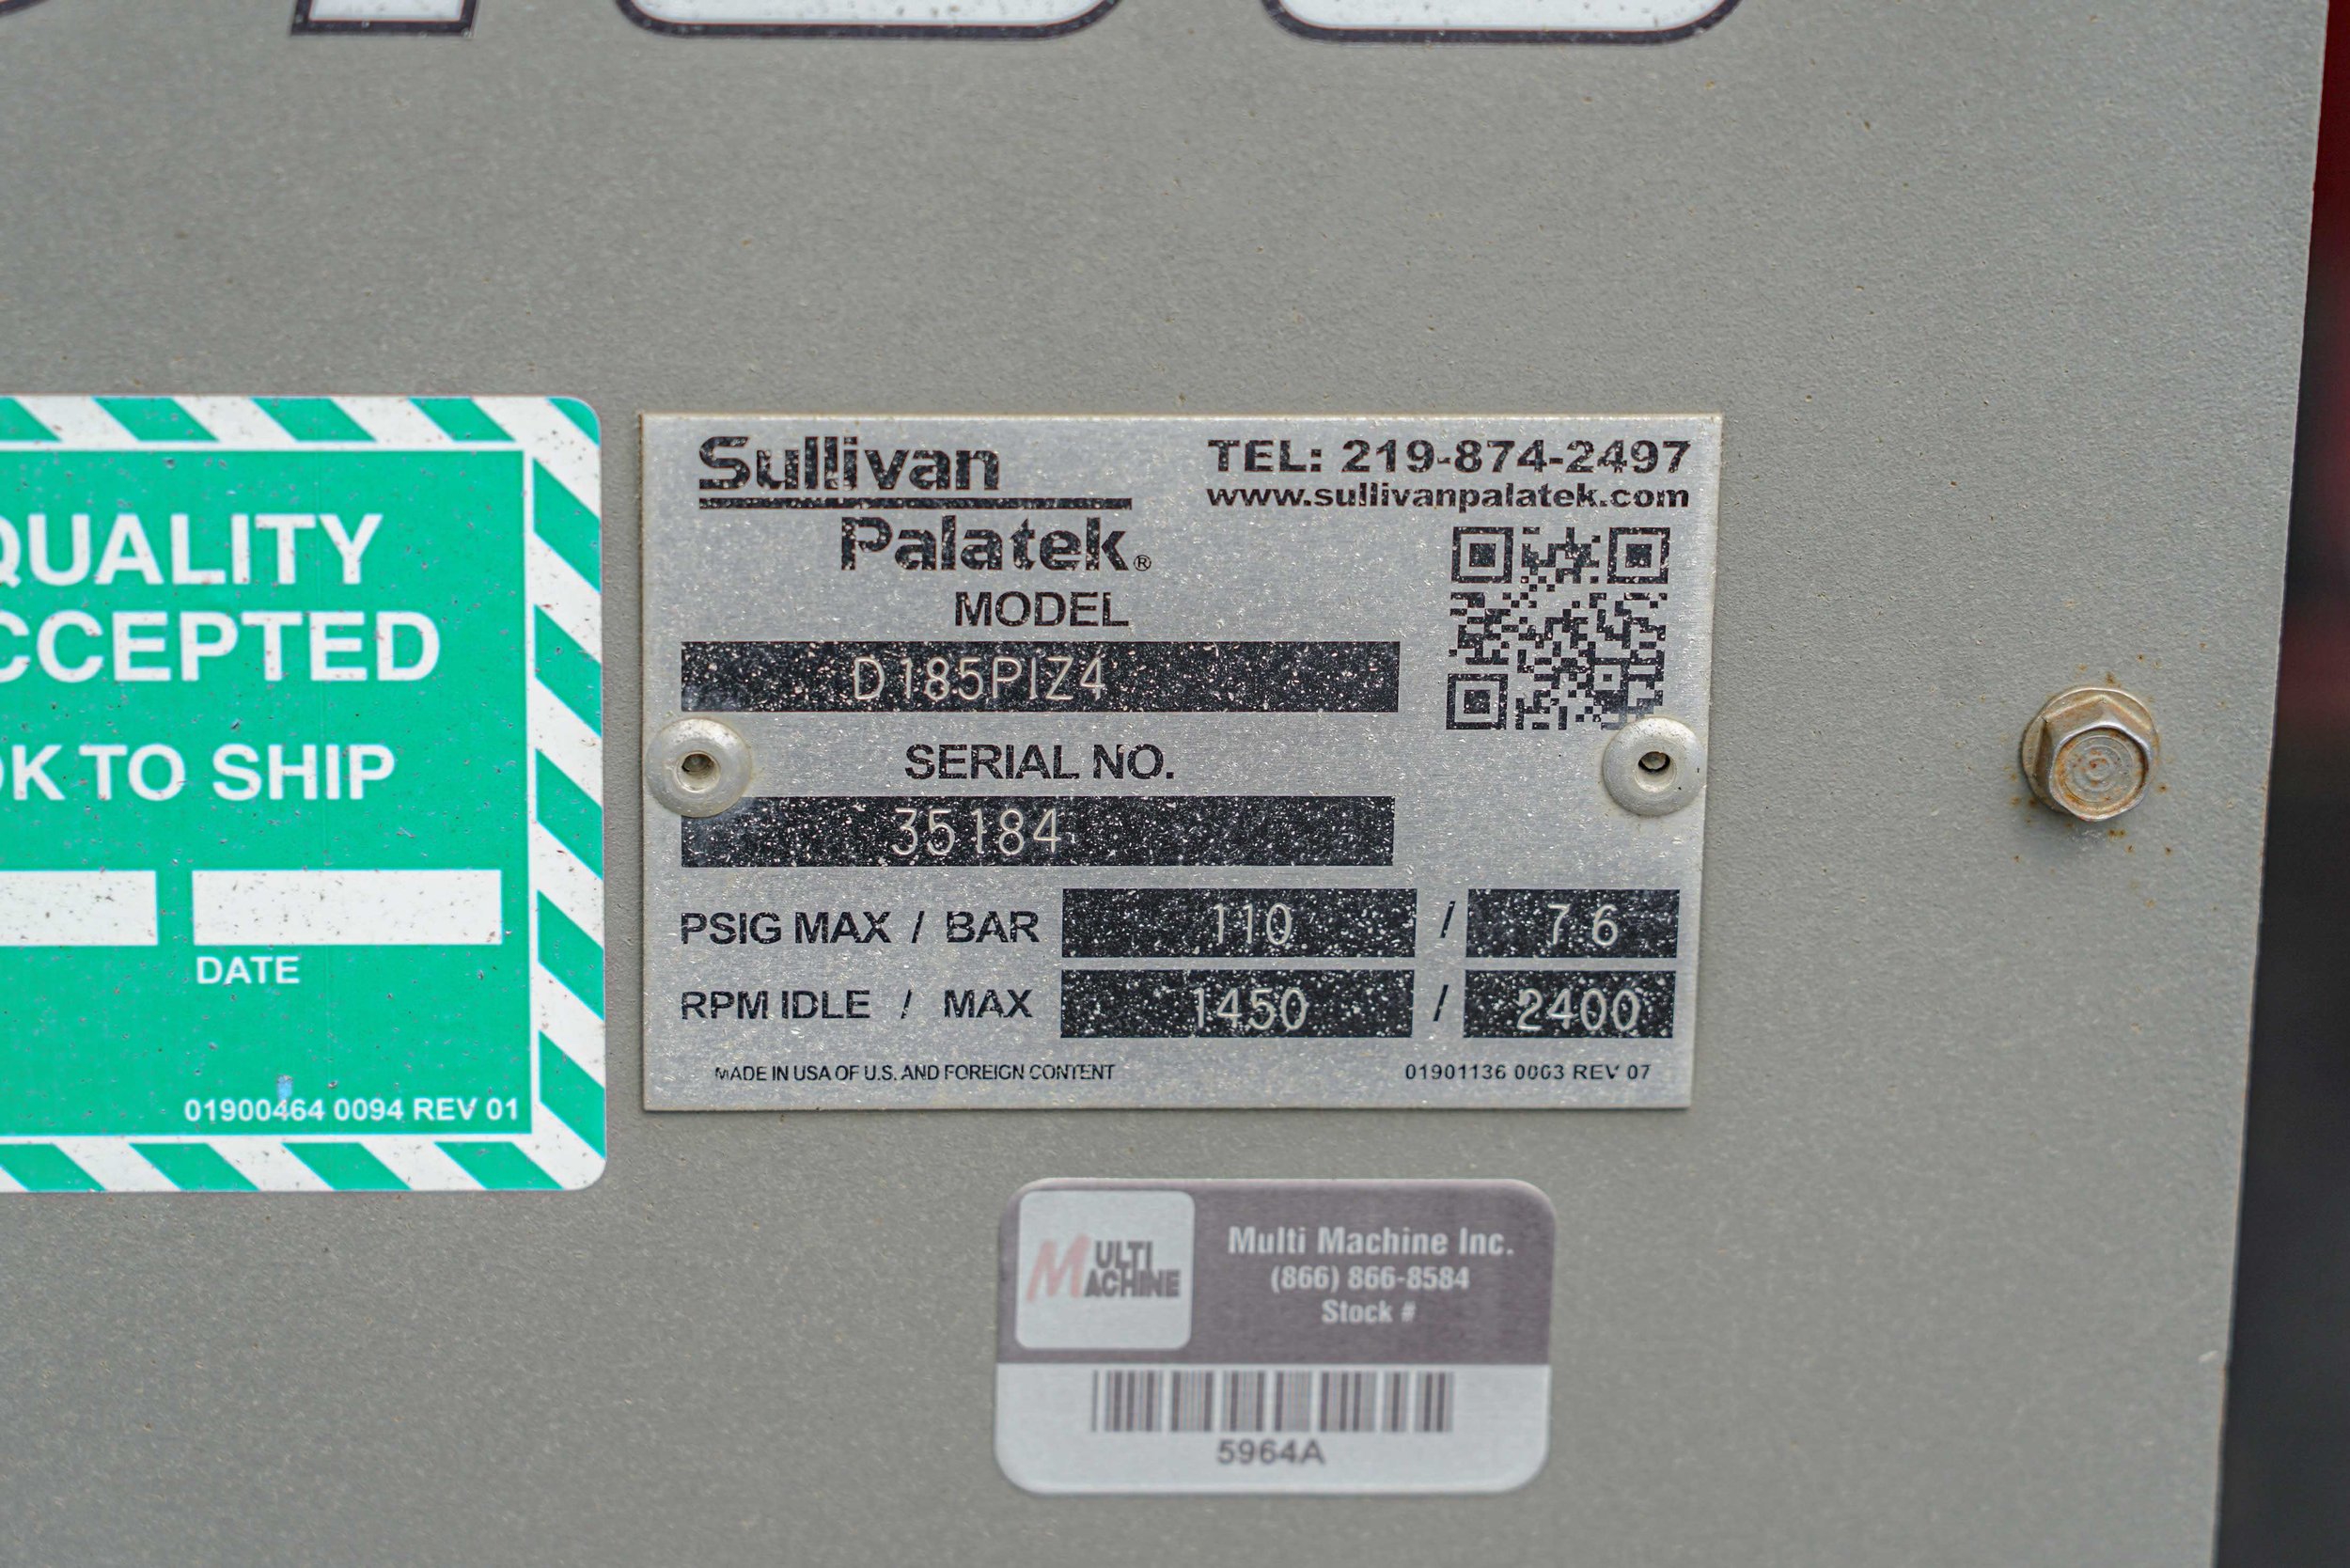 QUALITY
ACCEPTED
OK TO SHIP
DATE
01900464 0094 REV 01
Sullivan
Palatek®
TEL: 219-874-2497
www.sullivanpalatek.com
MODEL
D185PIZ4
SERIAL NO.
35184
PSIG MAX / BAR 110 / 7.6
RPM IDLE / MAX 1450 / 2400
MADE IN USA OF U.S. AND FOREIGN CONTENT
01901136 0003 REV 07
MULTI
MACHINE
Multi Machine Inc.
(866) 866-8584
Stock #
5964A